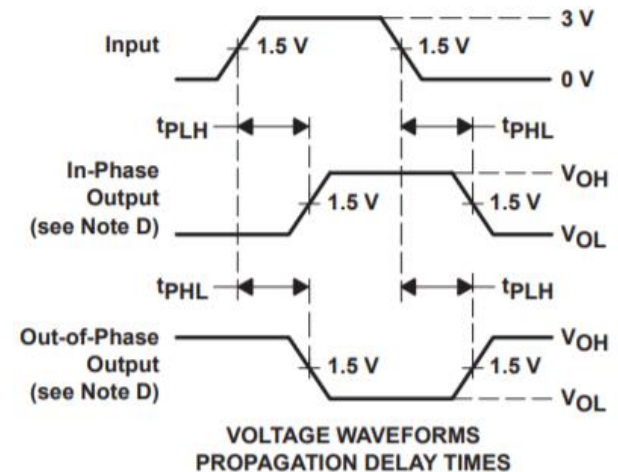 3 V
Input
1.5 V
1.5 V
0 V
tPLH
tPHL
In-Phase
Output
(see Note D)
VOH
1.5 V
1.5 V
VOL
tPHL
tPLH
Out-of-Phase
Output
(see Note D)
VOH
1.5 V
1.5 V
VOL
VOLTAGE WAVEFORMS
PROPAGATION DELAY TIMES